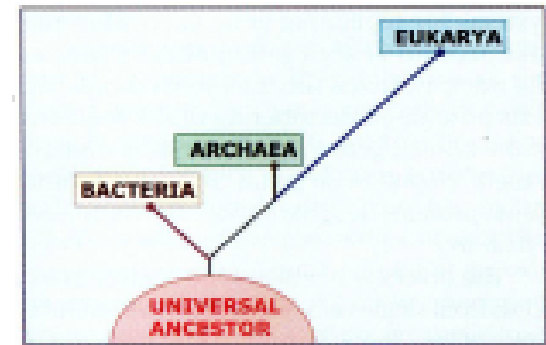 EUKARYA
ARCHAEA
BACTERIA
UNIVERSAL
ANCESTOR